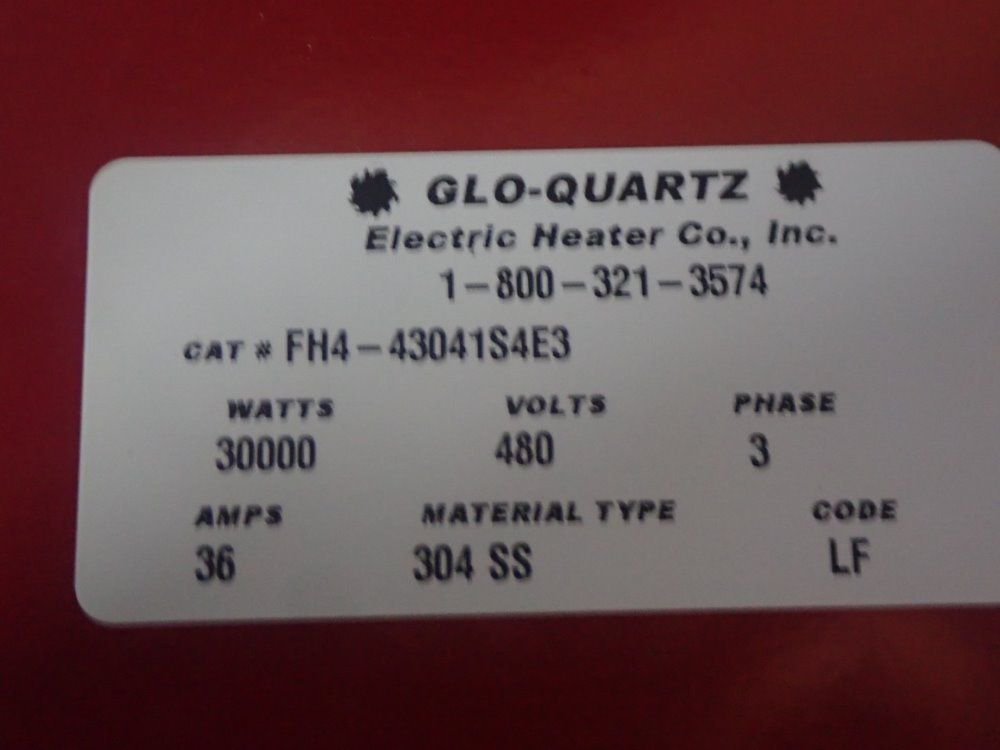 GLO-QUARTZ
Electric Heater Co., Inc.
1-800-321-3574
CAT # FH4-43041S4E3
WATTS VOLTS PHASE
30000 480 3
AMPS MATERIAL TYPE CODE
36 304 SS LF